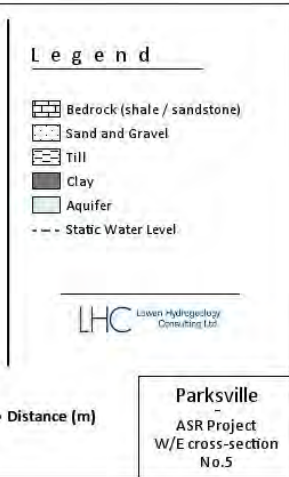 Legend
Bedrock (shale / sandstone)
Sand and Gravel
Till
Clay
Aquifer
Static Water Level
LHC Lowen Hydrogeology
Consulting Ltd.
Distance (m)
Parksville
-
ASR Project
W/E cross-section
No.5